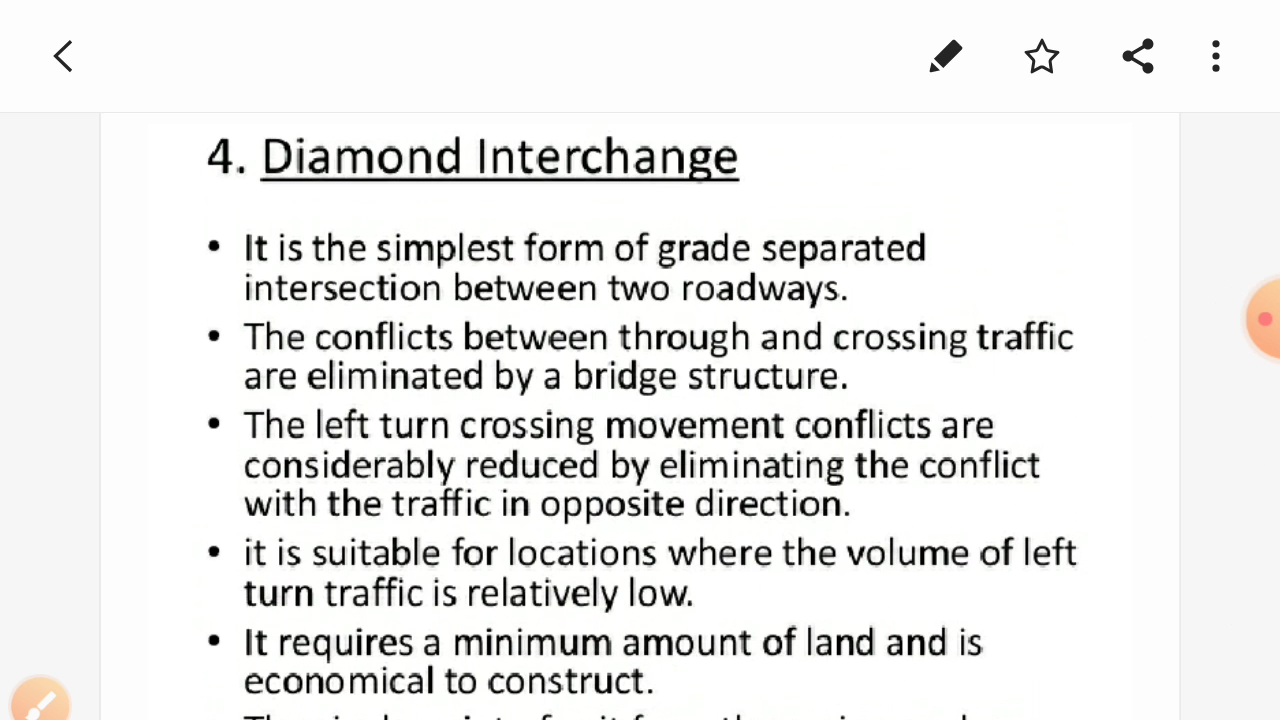 4. Diamond Interchange
• It is the simplest form of grade separated
intersection between two roadways.
• The conflicts between through and crossing traffic
are eliminated by a bridge structure.
• The left turn crossing movement conflicts are
considerably reduced by eliminating the conflict
with the traffic in opposite direction.
• it is suitable for locations where the volume of left
turn traffic is relatively low.
• It requires a minimum amount of land and is
economical to construct.